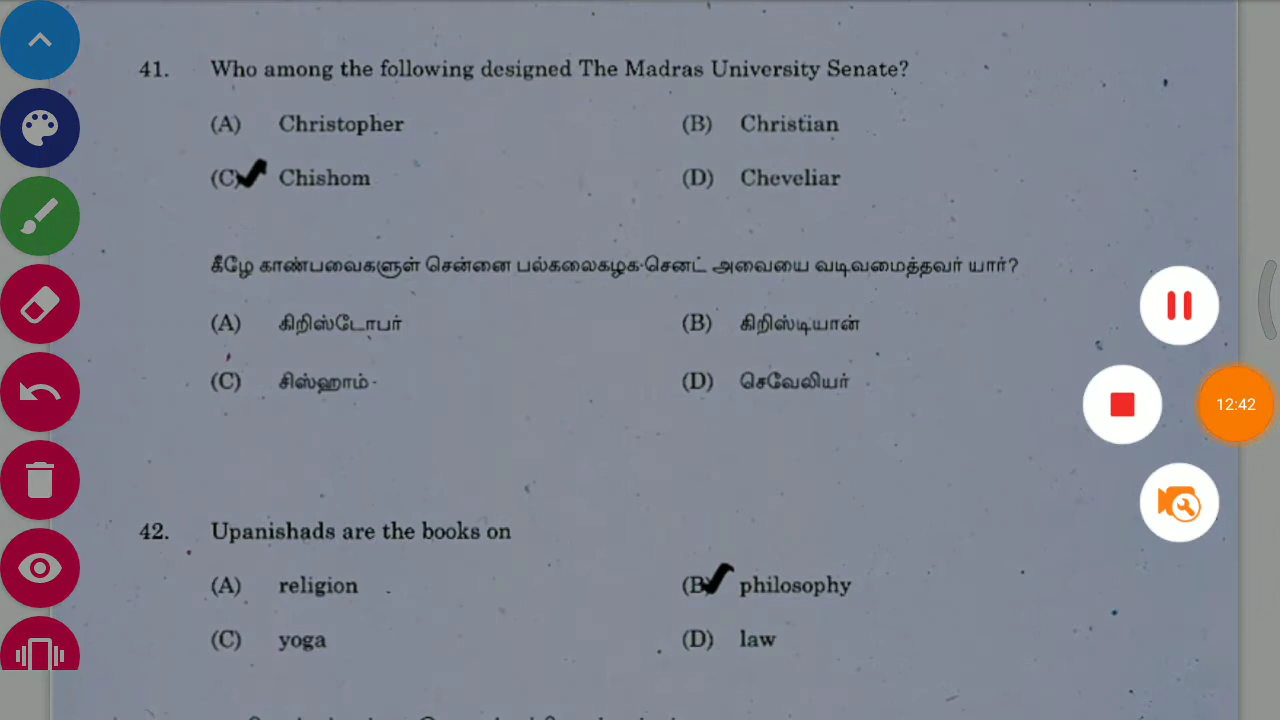 41. Who among the following designed The Madras University Senate?
(A) Christopher (B) Christian
(C) Chishom (D) Cheveliar
கீழே காண்பவைகளுள் சென்னை பல்கலைகழக செனட் அவையை வடிவமைத்தவர் யார்?
(A) கிறிஸ்டோபர் (B) கிறிஸ்டியான்
(C) சிஸ்ஹாம் (D) செவேலியர்
12:42
42. Upanishads are the books on
(A) religion (B) philosophy
(C) yoga (D) law